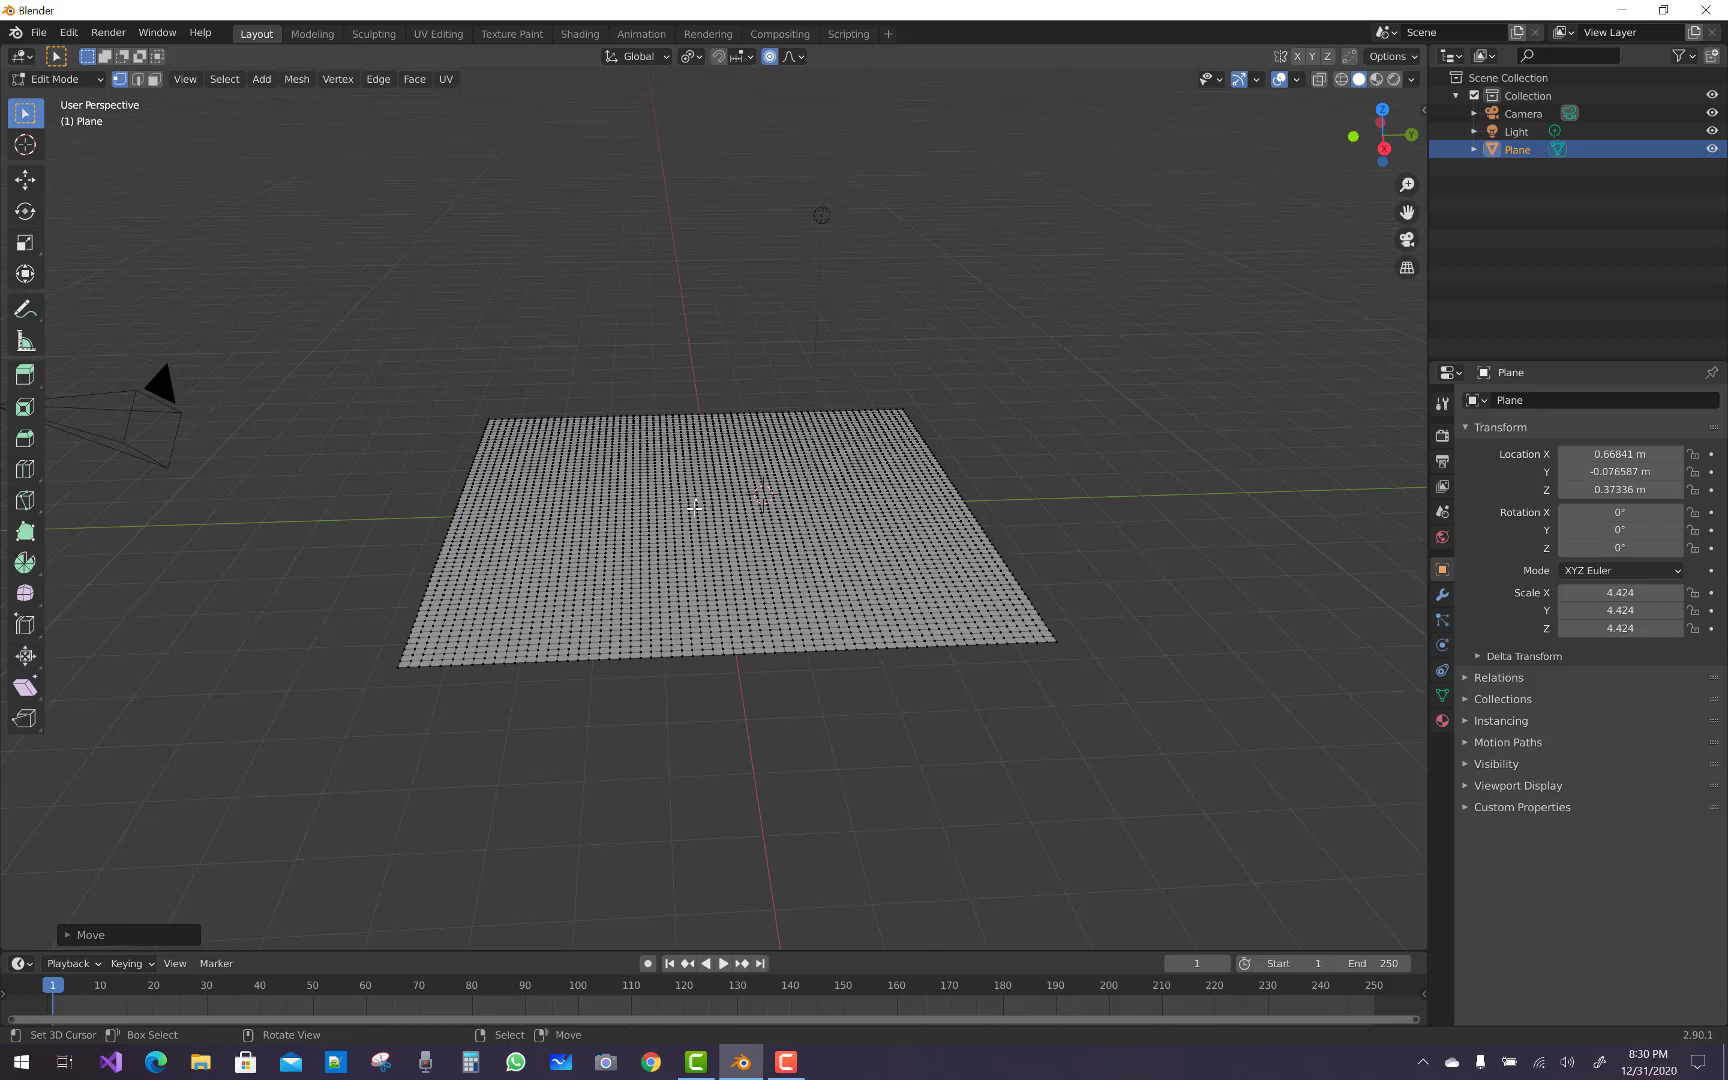 Blender
File Edit Render Window Help Layout Modeling Sculpting UV Editing Texture Paint Shading Animation Rendering Compositing Scripting + Scene View Layer
Global X Y Z Options
Edit Mode View Select Add Mesh Vertex Edge Face UV
User Perspective
(1) Plane
Z
Y
X
Scene Collection
Collection
Camera
Light
Plane
Plane
Plane
Transform
Location X 0.66841 m
Y -0.076587 m
Z 0.37336 m
Rotation X 0°
Y 0°
Z 0°
Mode XYZ Euler
Scale X 4.424
Y 4.424
Z 4.424
Delta Transform
Relations
Collections
Instancing
Motion Paths
Visibility
Viewport Display
Custom Properties
Move
Playback Keying View Marker 1 Start 1 End 250
1 10 20 30 40 50 60 70 80 90 100 110 120 130 140 150 160 170 180 190 200 210 220 230 240 250
Set 3D Cursor Box Select Rotate View Select Move 2.90.1
8:30 PM
12/31/2020